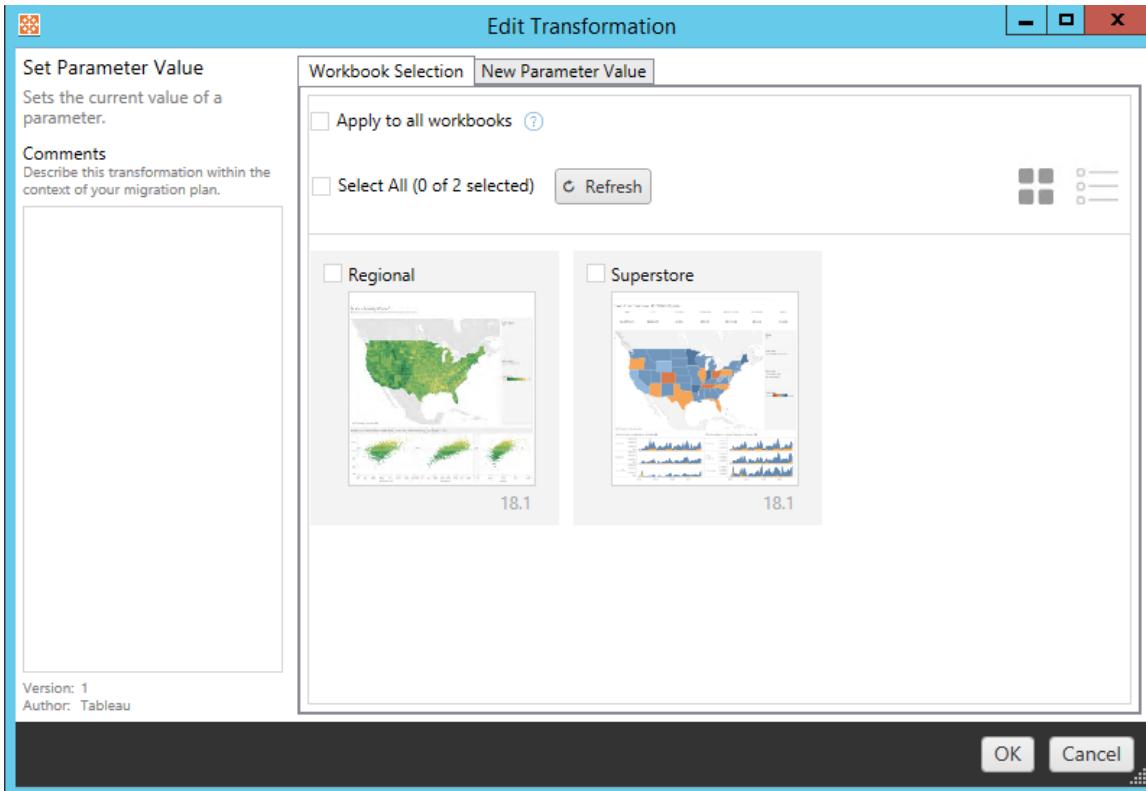 Edit Transformation
Set Parameter Value
Sets the current value of a
parameter.
Comments
Describe this transformation within the
context of your migration plan.
Version: 1
Author: Tableau
Workbook Selection
New Parameter Value
Apply to all workbooks ?
Select All (0 of 2 selected)
Refresh
Regional
18.1
Superstore
18.1
OK
Cancel